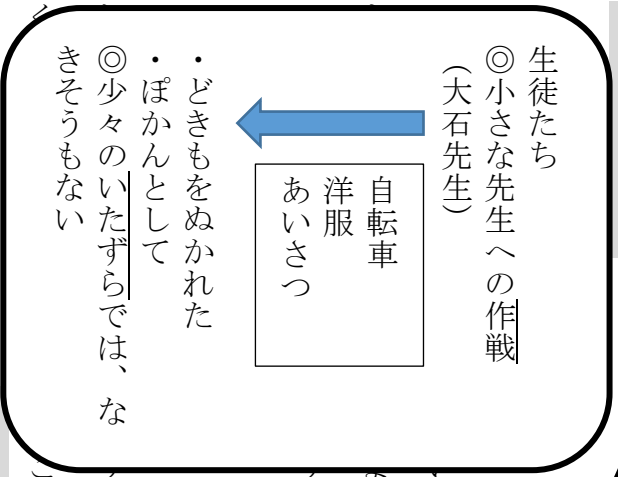 生徒たち
◎小さな先生への作戦
（大石先生）
自転車
洋服
あいさつ
・どきもをぬかれた
・ぽかんとして
◎少々のいたずらでは、な
きそうもない